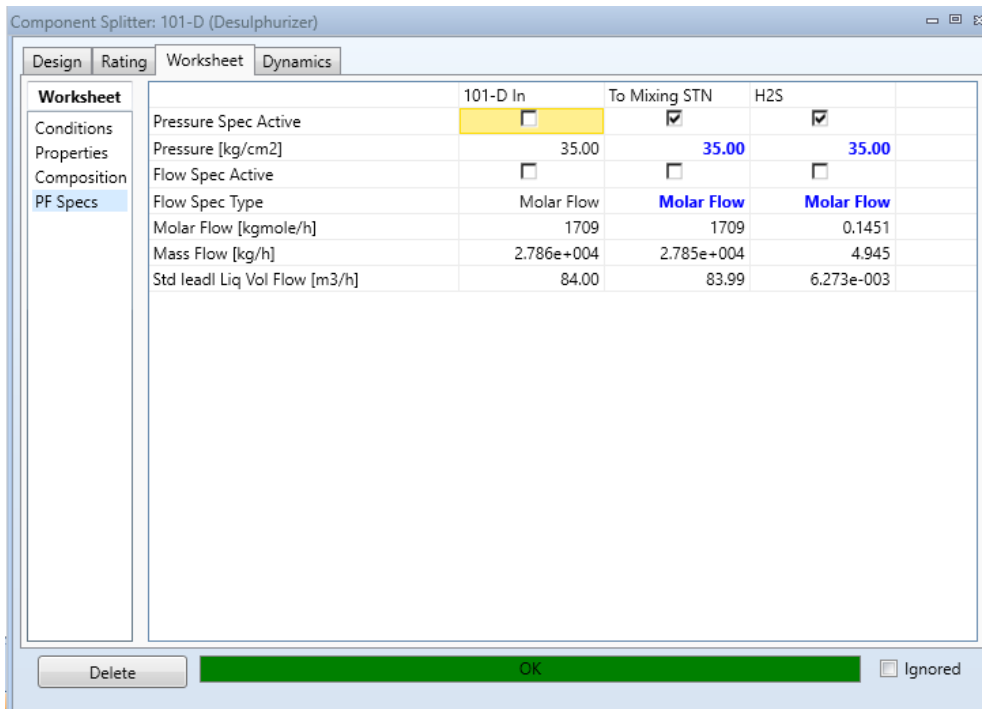 Component Splitter: 101-D (Desulphurizer)
Design Rating Worksheet Dynamics
Worksheet
Conditions
Properties
Composition
PF Specs
101-D In To Mixing STN H2S
Pressure Spec Active
Pressure [kg/cm2] 35.00 35.00 35.00
Flow Spec Active
Flow Spec Type Molar Flow Molar Flow Molar Flow
Molar Flow [kgmole/h] 1709 1709 0.1451
Mass Flow [kg/h] 2.786e+004 2.785e+004 4.945
Std Ieadl Liq Vol Flow [m3/h] 84.00 83.99 6.273e-003
Delete OK Ignored